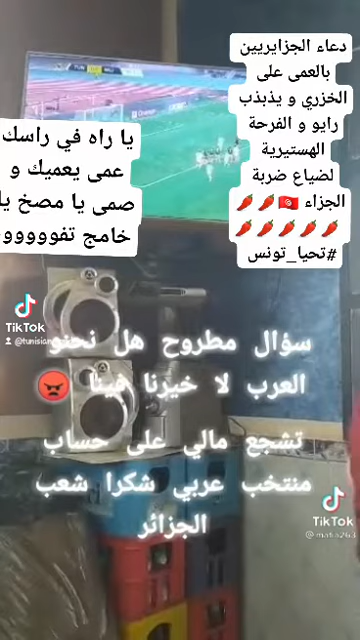 دعاء الجزايريين
بالعمى على
الخزري و يذبذب
رايو و الفرحة
الهستيرية
لضياع ضربة
الجزاء 🇹🇳🌶️🌶️
🌶️🌶️🌶️🌶️🌶️
#تحيا_تونس
يا راه في راسك
عمى يعميك و
صمى يا مصخ يا
خامج تفوووووو
TikTok
سؤال مطروح هل نحنو
العرب لا خيرنا فينا 😡
تشجع مالي على حساب
منتخب عربي شكرا شعب
الجزائر
TikTok